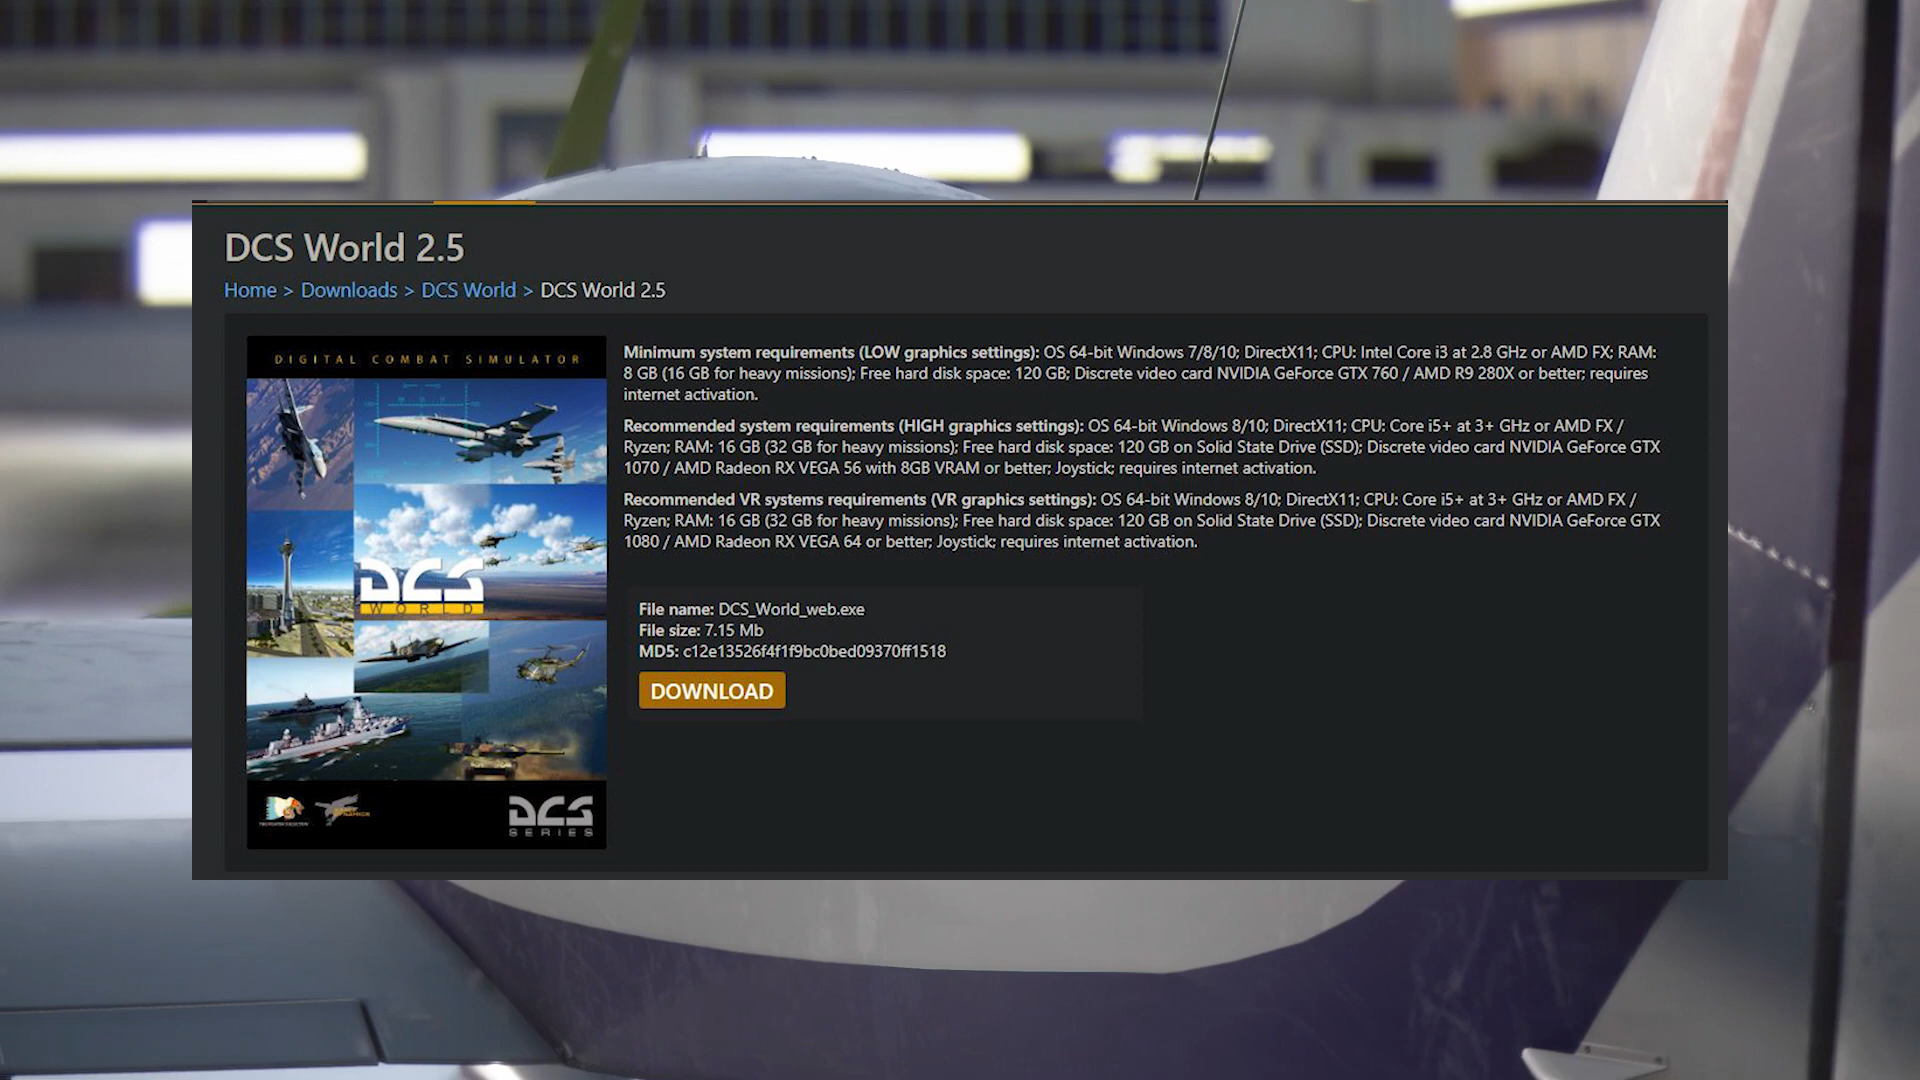 DCS World 2.5
Home > Downloads > DCS World > DCS World 2.5
DIGITAL COMBAT SIMULATOR
DCS
WORLD
DCS
SERIES
Minimum system requirements (LOW graphics settings): OS 64-bit Windows 7/8/10; DirectX11; CPU: Intel Core i3 at 2.8 GHz or AMD FX; RAM:
8 GB (16 GB for heavy missions); Free hard disk space: 120 GB; Discrete video card NVIDIA GeForce GTX 760 / AMD R9 280X or better; requires
internet activation.
Recommended system requirements (HIGH graphics settings): OS 64-bit Windows 8/10; DirectX11; CPU: Core i5+ at 3+ GHz or AMD FX /
Ryzen; RAM: 16 GB (32 GB for heavy missions); Free hard disk space: 120 GB on Solid State Drive (SSD); Discrete video card NVIDIA GeForce GTX
1070 / AMD Radeon RX VEGA 56 with 8GB VRAM or better; Joystick; requires internet activation.
Recommended VR systems requirements (VR graphics settings): OS 64-bit Windows 8/10; DirectX11; CPU: Core i5+ at 3+ GHz or AMD FX /
Ryzen; RAM: 16 GB (32 GB for heavy missions); Free hard disk space: 120 GB on Solid State Drive (SSD); Discrete video card NVIDIA GeForce GTX
1080 / AMD Radeon RX VEGA 64 or better; Joystick; requires internet activation.
File name: DCS_World_web.exe
File size: 7.15 Mb
MD5: c12e13526f4f1f9bc0bed09370ff1518
DOWNLOAD